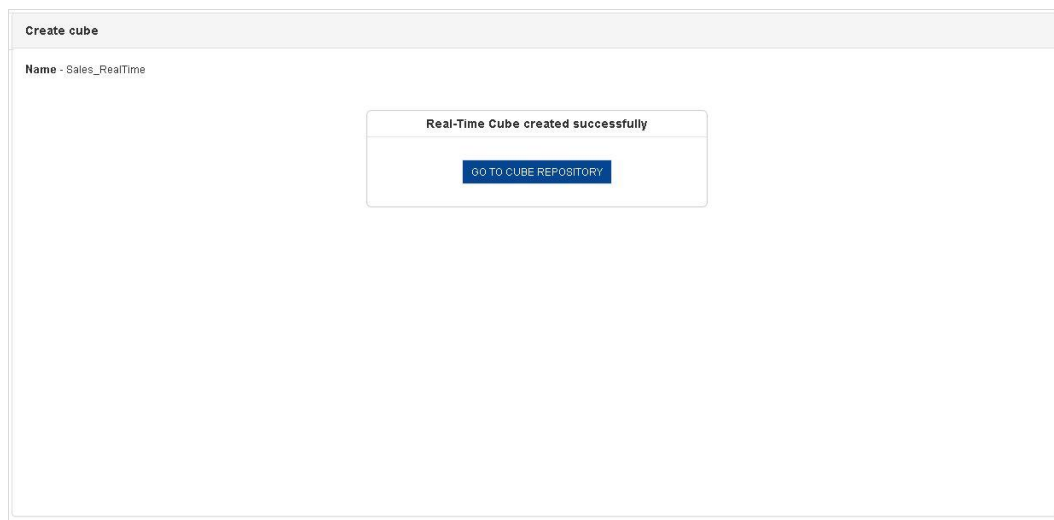 Create cube
Name - Sales_RealTime
Real-Time Cube created successfully
GO TO CUBE REPOSITORY